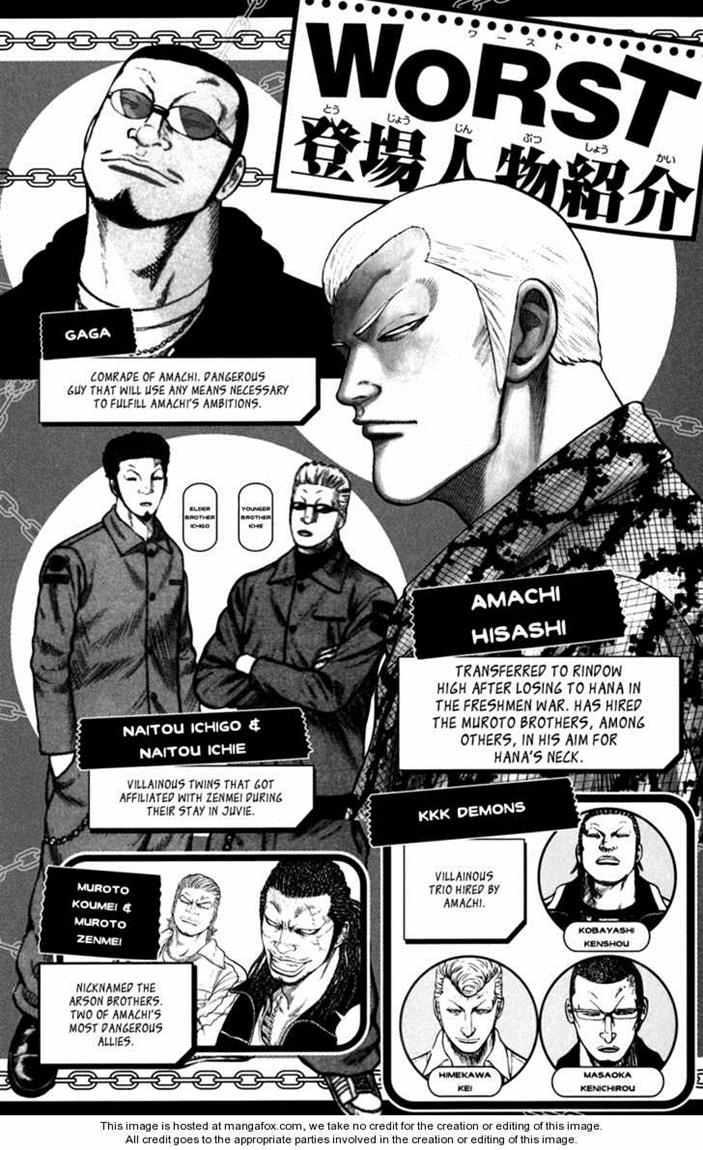 WORST
ワースト
とう じょう じん ぶつ しょう かい
登場人物紹介
GAGA
COMRADE OF AMACHI. DANGEROUS
GUY THAT WILL USE ANY MEANS NECESSARY
TO FULFILL AMACHI'S AMBITIONS.
ELDER
BROTHER
ICHIGO
YOUNGER
BROTHER
ICHIE
AMACHI
HISASHI
TRANSFERRED TO RINDOW
HIGH AFTER LOSING TO HANA IN
THE FRESHMEN WAR. HAS HIRED
THE MUROTO BROTHERS, AMONG
OTHERS, IN HIS AIM FOR
HANA'S NECK.
NAITOU ICHIGO &
NAITOU ICHIE
VILLAINOUS TWINS THAT GOT
AFFILIATED WITH ZENMEI DURING
THEIR STAY IN JUVIE.
KKK DEMONS
VILLAINOUS
TRIO HIRED BY
AMACHI.
KOBAYASHI
KENSHOU
HIMEKAWA
KEI
MASAOKA
KENICHIROU
MUROTO
KOUMEI &
MUROTO
ZENMEI
NICKNAMED THE
ARSON BROTHERS.
TWO OF AMACHI'S
MOST DANGEROUS
ALLIES.
This image is hosted at mangafox.com, we take no credit for the creation or editing of this image.
All credit goes to the appropriate parties involved in the creation or editing of this image.